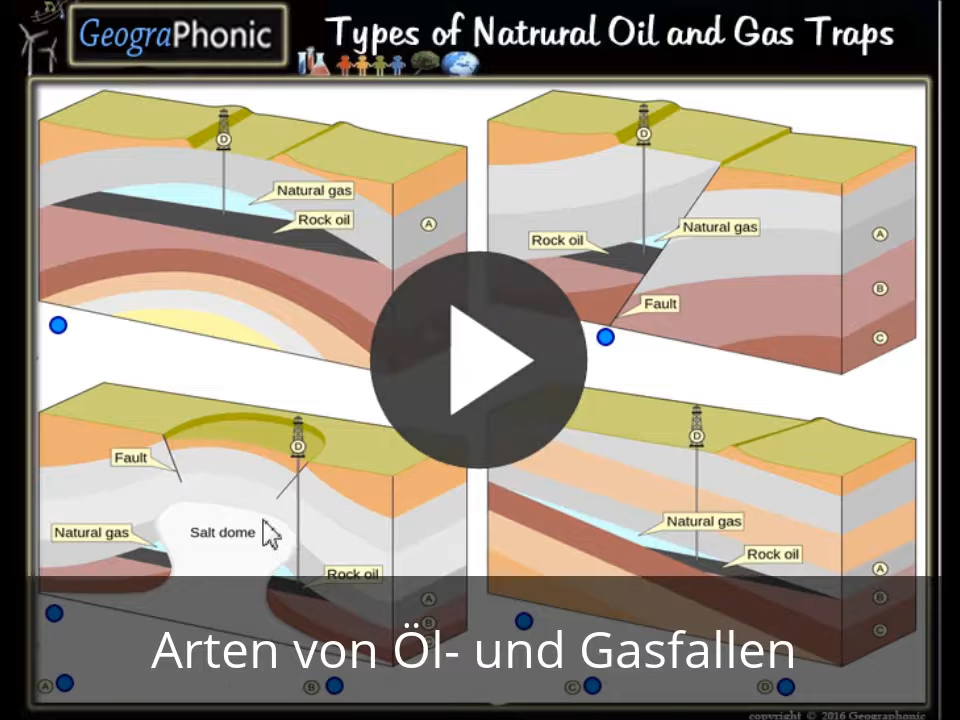 GeograPhonic
Types of Natrural Oil and Gas Traps
D
Natural gas
Rock oil
A
D
Natural gas
Rock oil
A
B
Fault
C
D
Fault
Natural gas
Salt dome
Rock oil
A
B
D
Natural gas
Rock oil
A
B
C
Arten von Öl- und Gasfallen
A
B
C
D
copyright © 2016 Geographonic